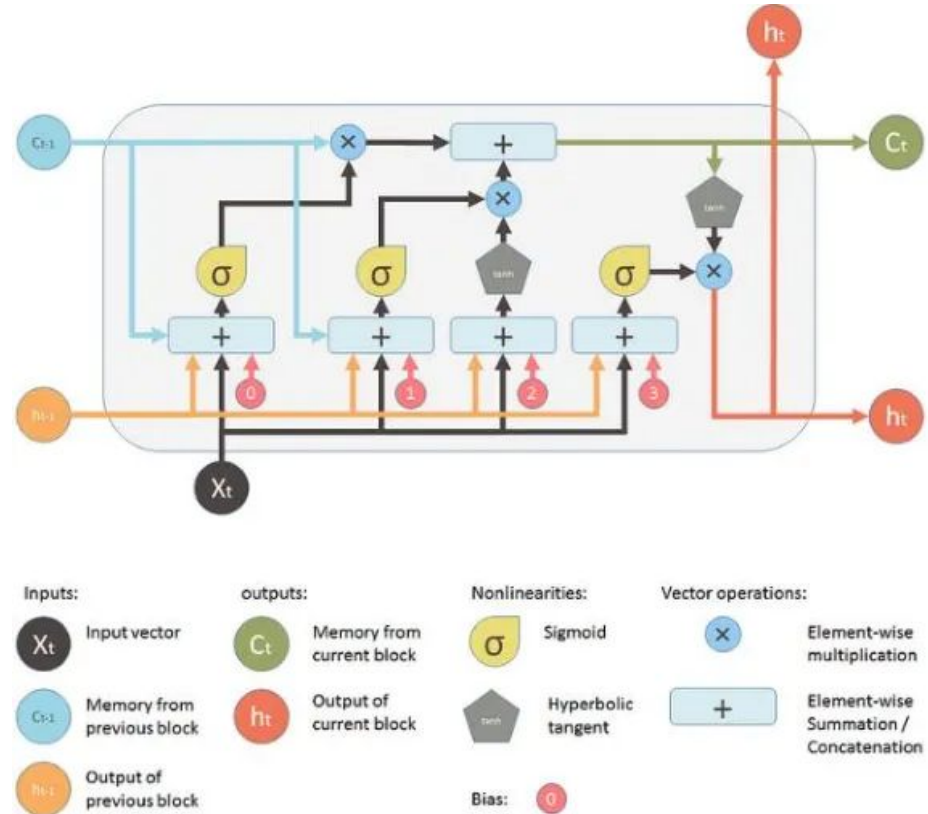 ht
Ct-1
×
+
Ct
×
tanh
σ
σ
tanh
σ
×
+
+
+
+
0
1
2
3
ht-1
ht
Xt
Inputs:
outputs:
Nonlinearities:
Vector operations:
Xt
Input vector
Ct
Memory from
current block
σ
Sigmoid
×
Element-wise
multiplication
Ct-1
Memory from
previous block
ht
Output of
current block
tanh
Hyperbolic
tangent
+
Element-wise
Summation /
Concatenation
ht-1
Output of
previous block
Bias:
0